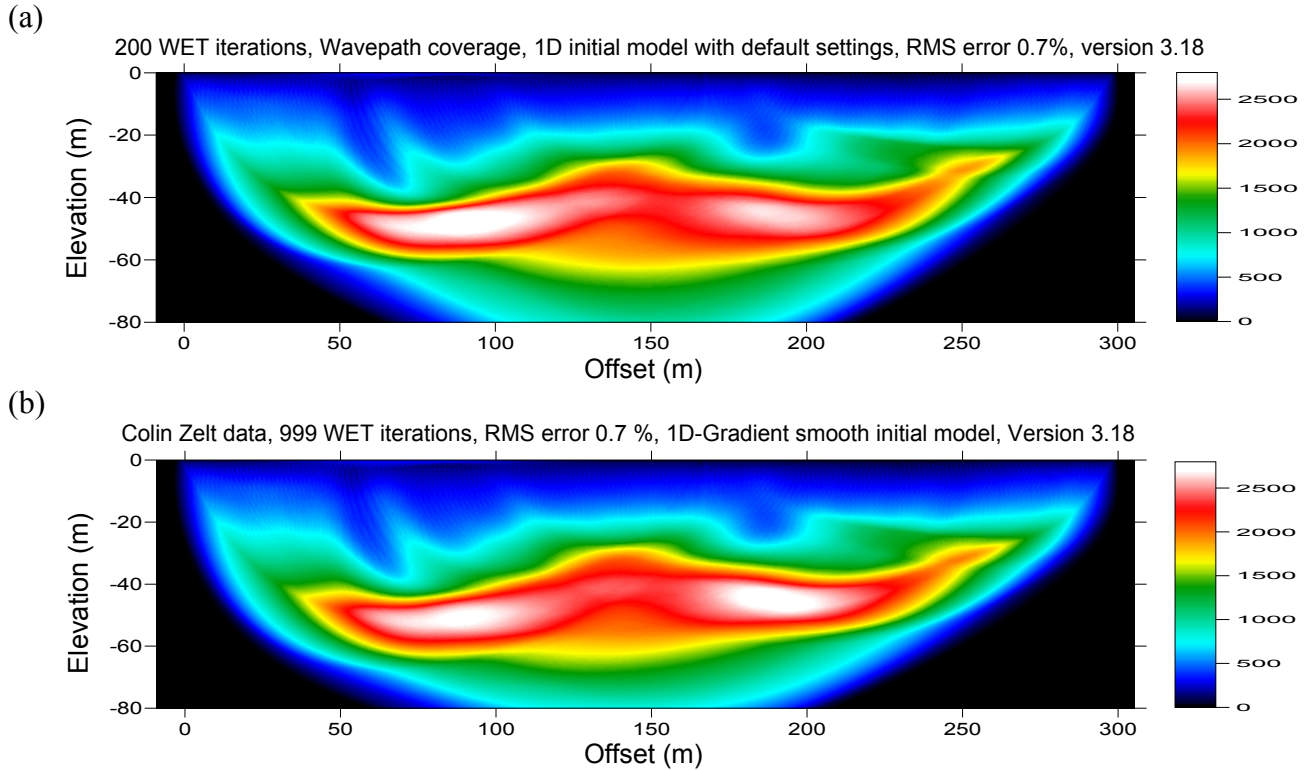 (a)
200 WET iterations, Wavepath coverage, 1D initial model with default settings, RMS error 0.7%, version 3.18
0
-20
-40
-60
-80
Elevation (m)
0 50 100 150 200 250 300
Offset (m)
2500
2000
1500
1000
500
0
(b)
Colin Zelt data, 999 WET iterations, RMS error 0.7 %, 1D-Gradient smooth initial model, Version 3.18
0
-20
-40
-60
-80
Elevation (m)
0 50 100 150 200 250 300
Offset (m)
2500
2000
1500
1000
500
0